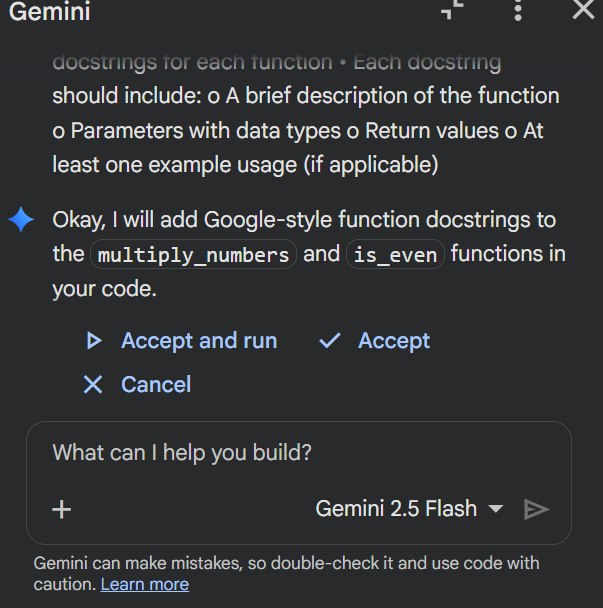 Gemini
docstrings for each function • Each docstring
should include: o A brief description of the function
o Parameters with data types o Return values o At
least one example usage (if applicable)
Okay, I will add Google-style function docstrings to
the multiply_numbers and is_even functions in
your code.
Accept and run Accept
Cancel
What can I help you build?
Gemini 2.5 Flash
Gemini can make mistakes, so double-check it and use code with
caution. Learn more